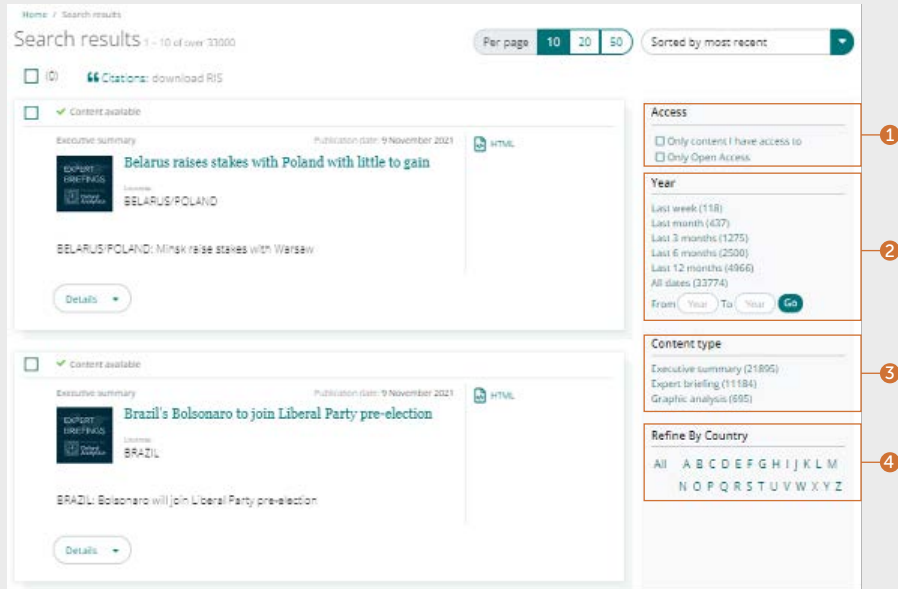 Home / Search results
Search results 1 - 10 of over 33000
Per page 10 20 50
Sorted by most recent
(0) Citations: download RIS
Content available
Executive summary
Publication date: 9 November 2021
HTML
EXPERT
BRIEFINGS
Oxford
Analytica
Belarus raises stakes with Poland with little to gain
Location
BELARUS/POLAND
BELARUS/POLAND: Minsk raise stakes with Warsaw
Details
Content available
Executive summary
Publication date: 9 November 2021
HTML
EXPERT
BRIEFINGS
Oxford
Analytica
Brazil's Bolsonaro to join Liberal Party pre-election
BRAZIL
BRAZIL: Bolsonaro will join Liberal Party pre-election
Details
Access
Only content I have access to
Only Open Access
1
Year
Last week (118)
Last month (437)
Last 3 months (1275)
Last 6 months (2500)
Last 12 months (4966)
All dates (33774)
From Year To Year Go
2
Content type
Executive summary (21895)
Expert briefing (11184)
Graphic analysis (695)
3
Refine By Country
All A B C D E F G H I J K L M
N O P Q R S T U V W X Y Z
4